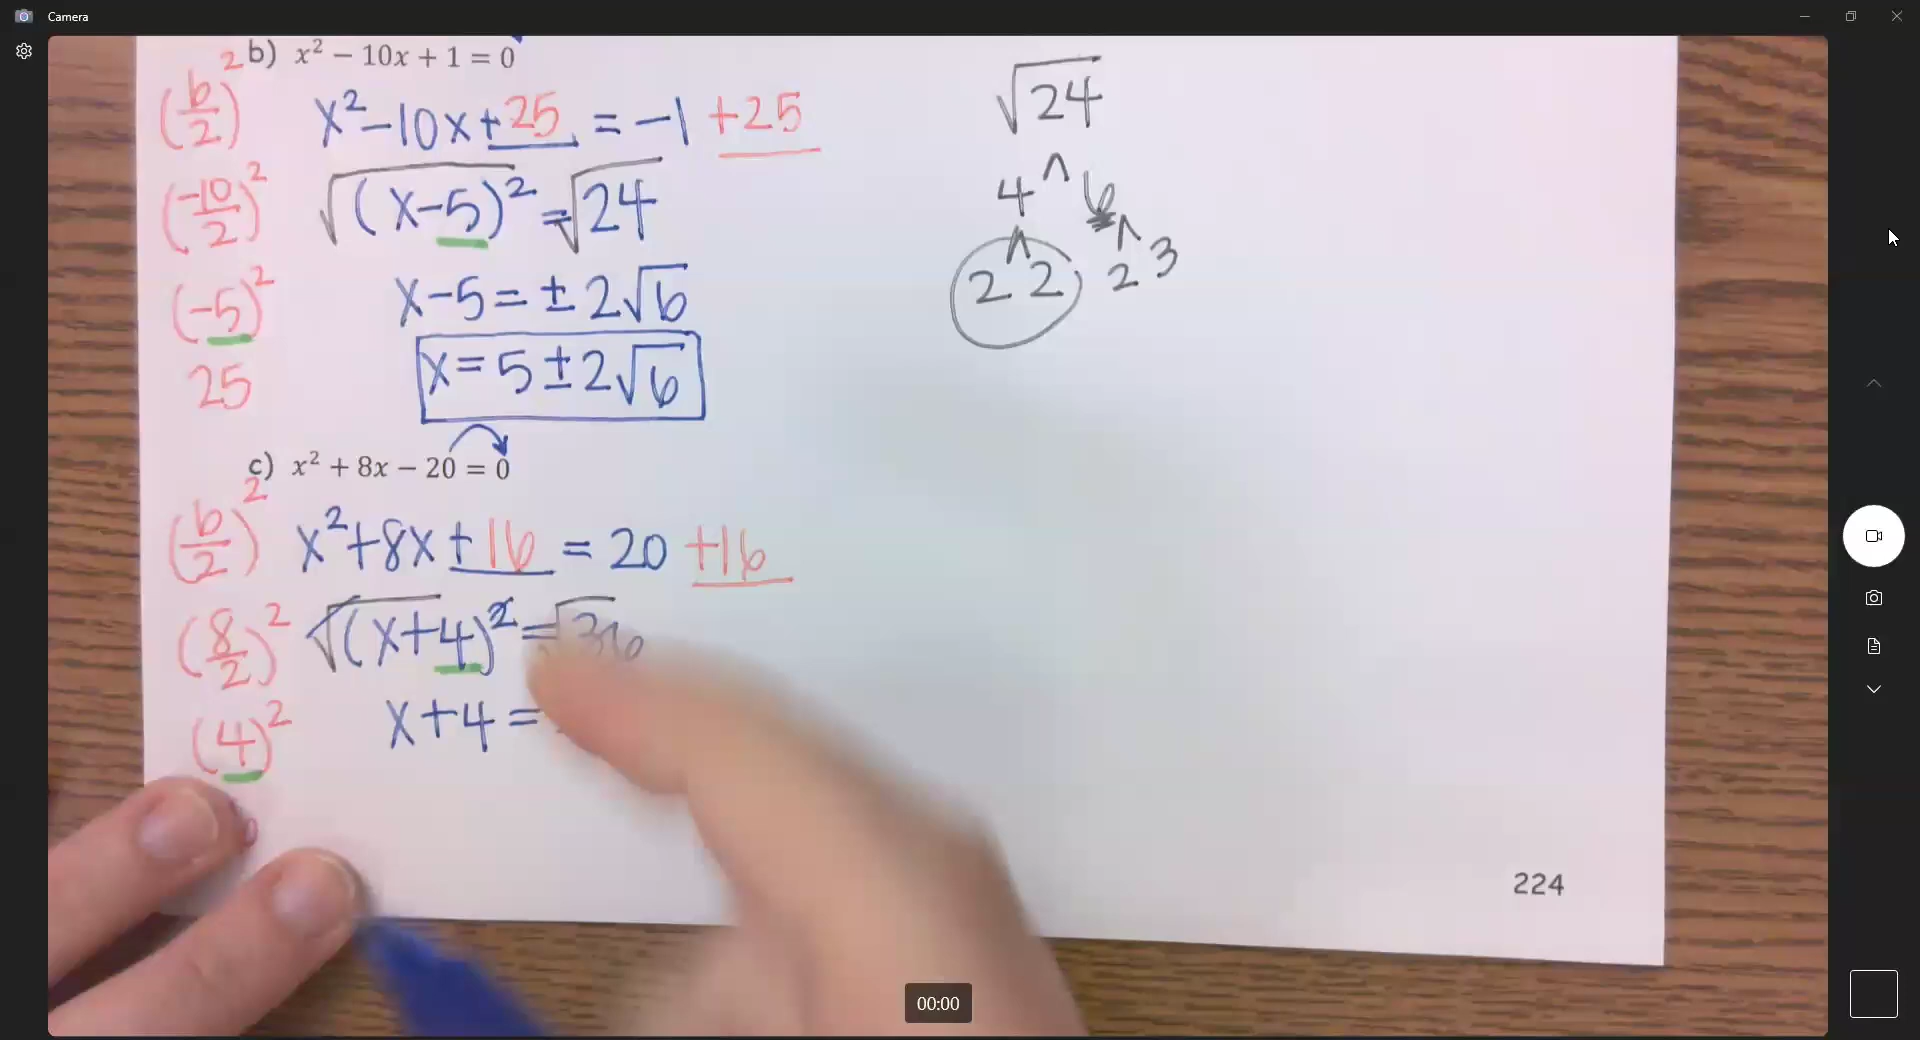 Camera
b) x² − 10x + 1 = 0
(b/2)²
x² − 10x + 25 = −1 + 25
(−10/2)²
√(x−5)² = √24
(−5)²
x − 5 = ± 2√6
25
x = 5 ± 2√6
√24
4 6
2 2 2 3
c) x² + 8x − 20 = 0
(b/2)²
x² + 8x + 16 = 20 + 16
(8/2)²
√(x+4)² = √36
(4)²
x + 4 =
224
00:00